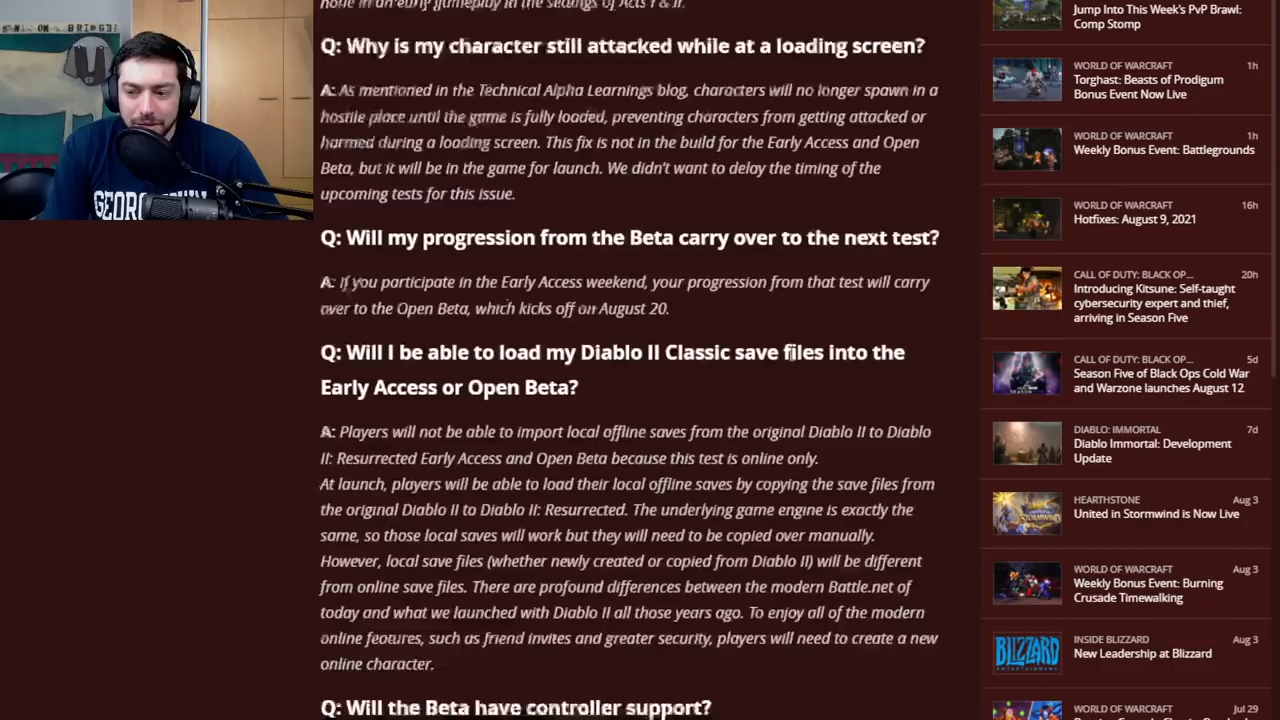 Q: Why is my character still attacked while at a loading screen?
A: As mentioned in the Technical Alpha Learnings blog, characters will no longer spawn in a
hostile place until the game is fully loaded, preventing characters from getting attacked or
harmed during a loading screen. This fix is not in the build for the Early Access and Open
Beta, but it will be in the game for launch. We didn't want to delay the timing of the
upcoming tests for this issue.
Q: Will my progression from the Beta carry over to the next test?
A: If you participate in the Early Access weekend, your progression from that test will carry
over to the Open Beta, which kicks off on August 20.
Q: Will I be able to load my Diablo II Classic save files into the
Early Access or Open Beta?
A: Players will not be able to import local offline saves from the original Diablo II to Diablo
II: Resurrected Early Access and Open Beta because this test is online only.
At launch, players will be able to load their local offline saves by copying the save files from
the original Diablo II to Diablo II: Resurrected. The underlying game engine is exactly the
same, so those local saves will work but they will need to be copied over manually.
However, local save files (whether newly created or copied from Diablo II) will be different
from online save files. There are profound differences between the modern Battle.net of
today and what we launched with Diablo II all those years ago. To enjoy all of the modern
online features, such as friend invites and greater security, players will need to create a new
online character.
Q: Will the Beta have controller support?
Jump Into This Week's PvP Brawl:
Comp Stomp
WORLD OF WARCRAFT 1h
Torghast: Beasts of Prodigum
Bonus Event Now Live
WORLD OF WARCRAFT 1h
Weekly Bonus Event: Battlegrounds
WORLD OF WARCRAFT 16h
Hotfixes: August 9, 2021
CALL OF DUTY: BLACK OP... 20h
Introducing Kitsune: Self-taught
cybersecurity expert and thief,
arriving in Season Five
CALL OF DUTY: BLACK OP... 5d
Season Five of Black Ops Cold War
and Warzone launches August 12
DIABLO: IMMORTAL 7d
Diablo Immortal: Development
Update
HEARTHSTONE Aug 3
United in Stormwind is Now Live
WORLD OF WARCRAFT Aug 3
Weekly Bonus Event: Burning
Crusade Timewalking
BLIZZARD
INSIDE BLIZZARD Aug 3
New Leadership at Blizzard
WORLD OF WARCRAFT Jul 29